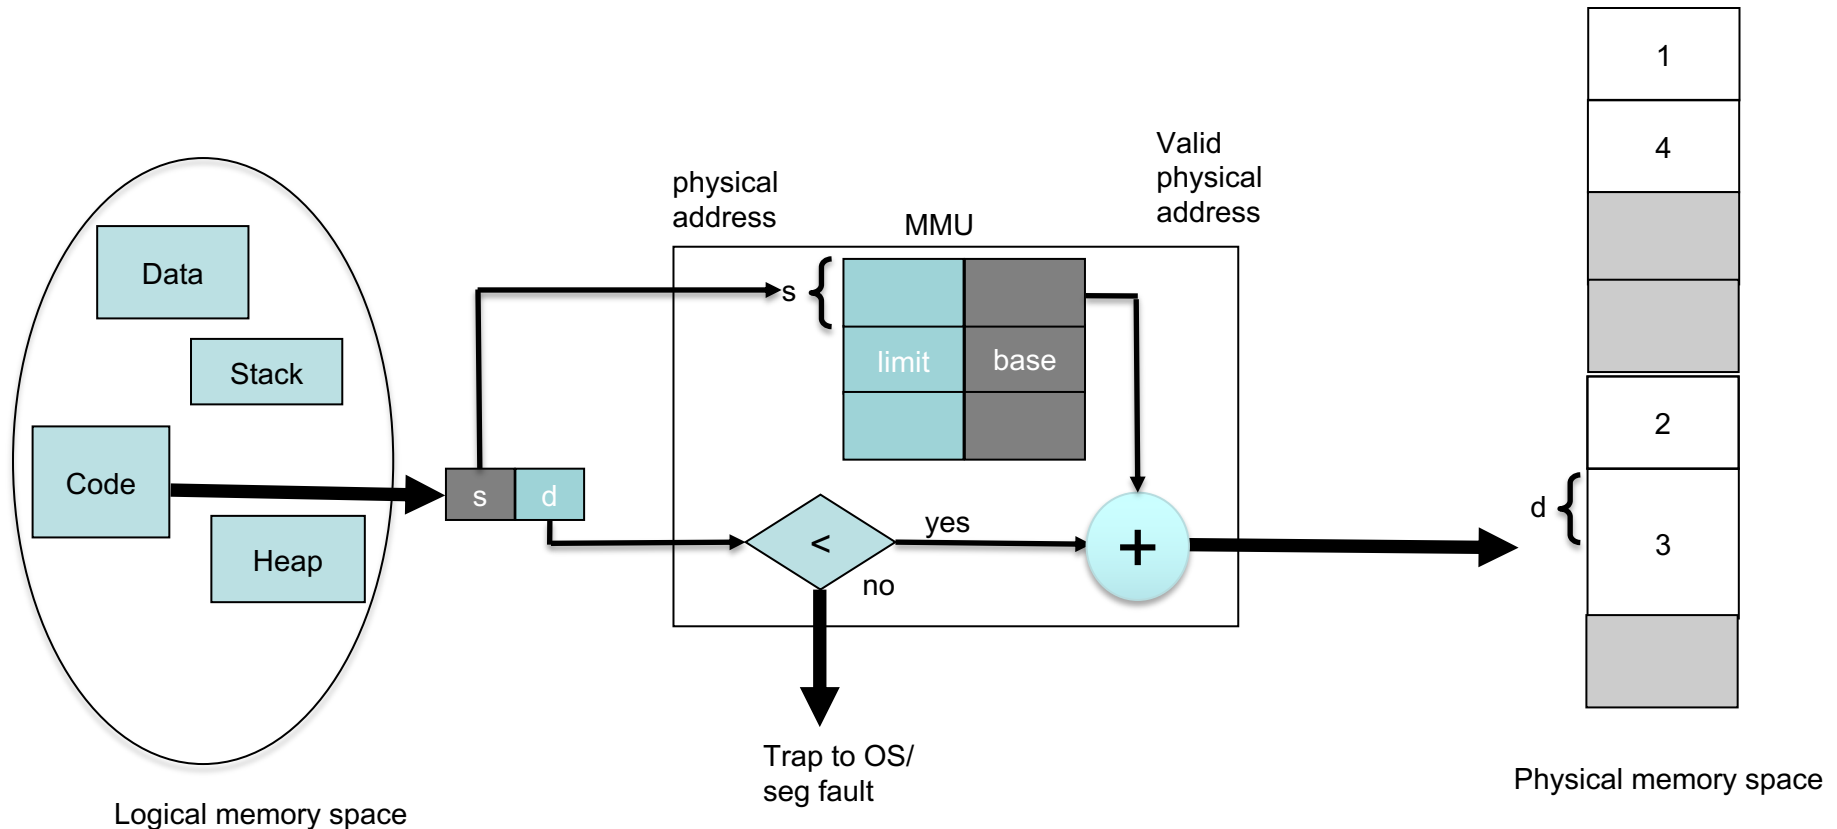 Data
Stack
Code
Heap
Logical memory space
s
d
physical
address
MMU
Valid
physical
address
s
limit
base
<
yes
no
+
Trap to OS/
seg fault
1
4
2
d
3
Physical memory space